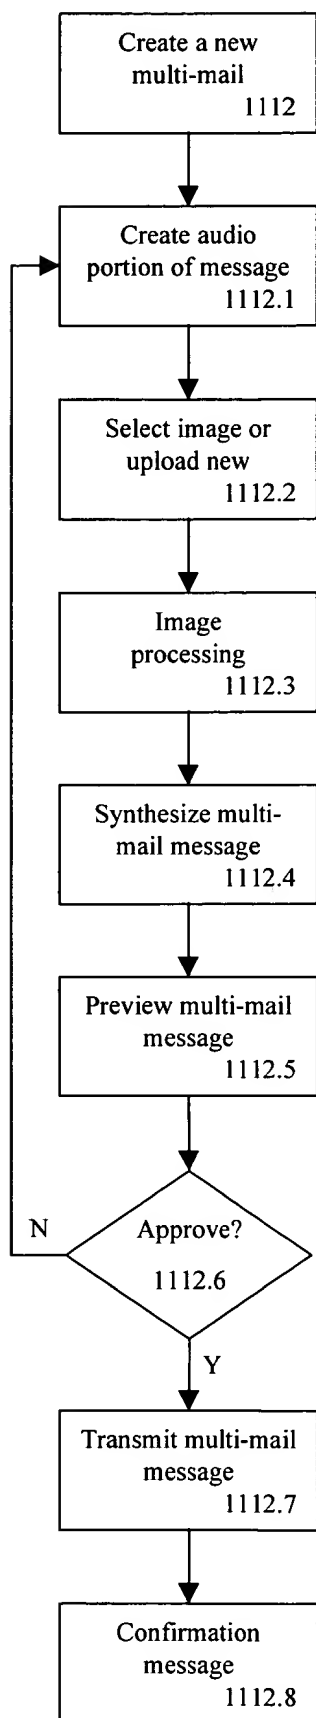 Create a new
multi-mail
1112
Create audio
portion of message
1112.1
Select image or
upload new
1112.2
Image
processing
1112.3
Synthesize multi-
mail message
1112.4
Preview multi-mail
message
1112.5
N
Approve?
1112.6
Y
Transmit multi-mail
message
1112.7
Confirmation
message
1112.8